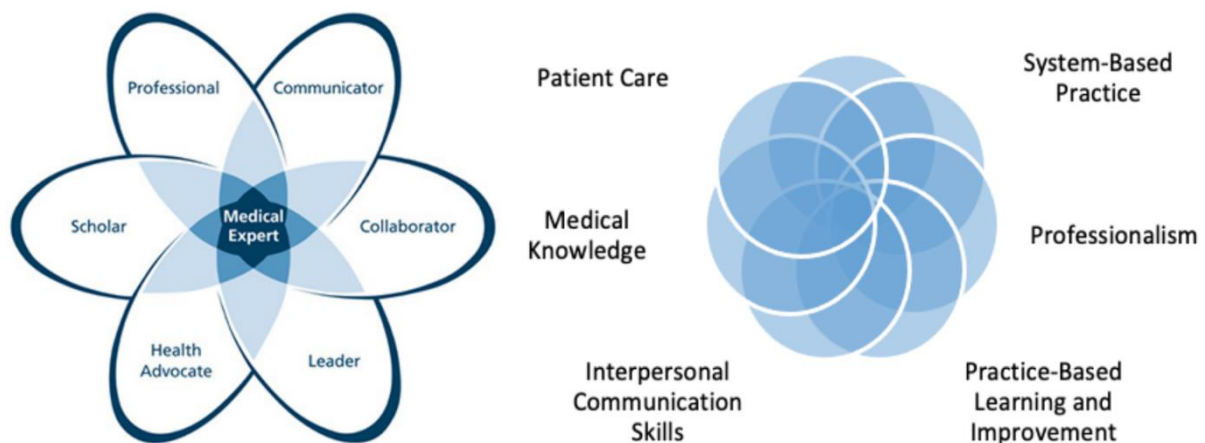 Professional
Communicator
Scholar
Medical
Expert
Collaborator
Health
Advocate
Leader
Patient Care
System-Based
Practice
Medical
Knowledge
Professionalism
Interpersonal
Communication
Skills
Practice-Based
Learning and
Improvement